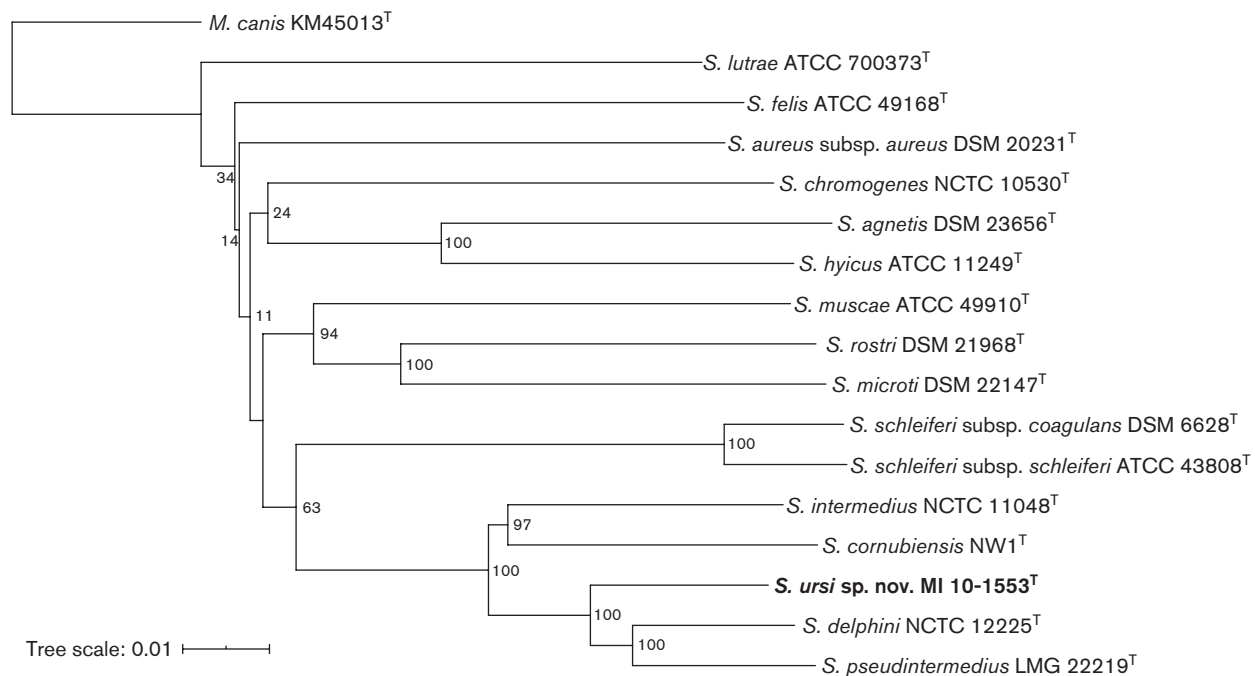 M. canis KM45013ᵀ
S. lutrae ATCC 700373ᵀ
S. felis ATCC 49168ᵀ
S. aureus subsp. aureus DSM 20231ᵀ
34
S. chromogenes NCTC 10530ᵀ
24
S. agnetis DSM 23656ᵀ
14
100
S. hyicus ATCC 11249ᵀ
S. muscae ATCC 49910ᵀ
11
94
S. rostri DSM 21968ᵀ
100
S. microti DSM 22147ᵀ
S. schleiferi subsp. coagulans DSM 6628ᵀ
100
S. schleiferi subsp. schleiferi ATCC 43808ᵀ
63
S. intermedius NCTC 11048ᵀ
97
S. cornubiensis NW1ᵀ
100
S. ursi sp. nov. MI 10-1553ᵀ
100
S. delphini NCTC 12225ᵀ
100
S. pseudintermedius LMG 22219ᵀ
Tree scale: 0.01